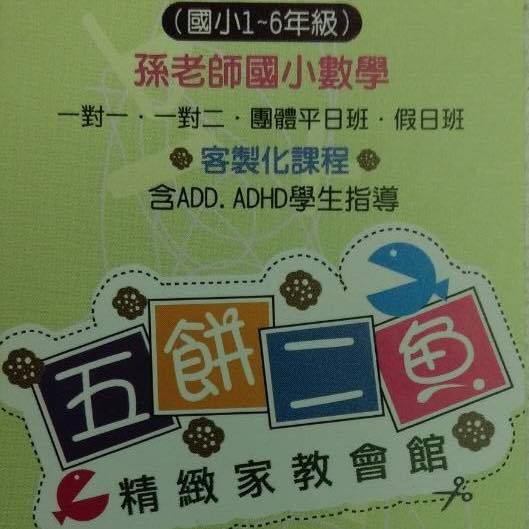 （國小1~6年級）
孫老師國小數學
一對一．一對二．團體平日班．假日班
客製化課程
含ADD. ADHD學生指導
五餅二魚
精緻家教會館